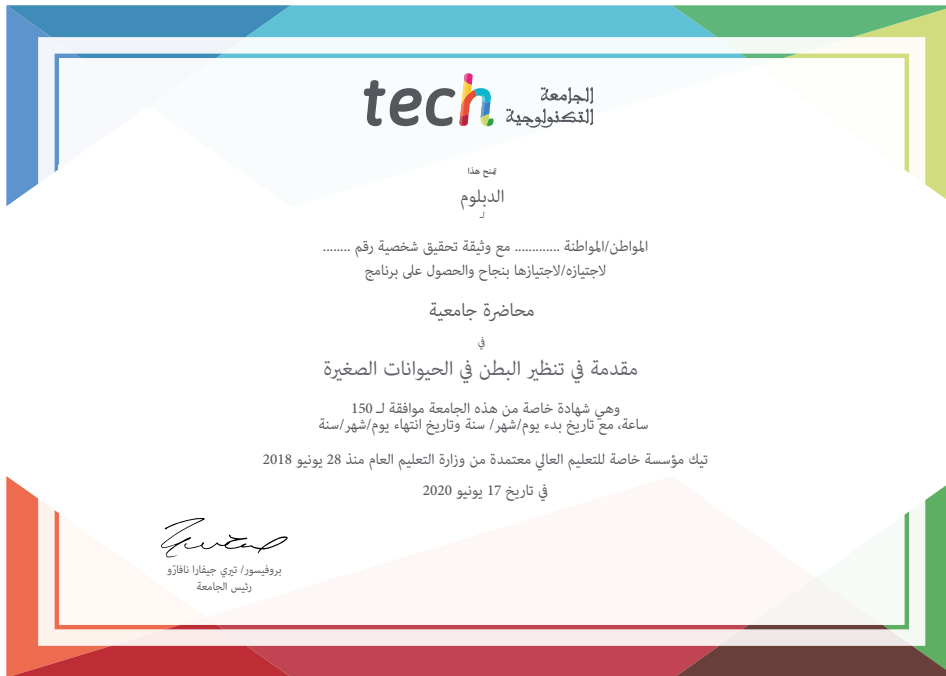 tech الجامعة
التكنولوجية
يمنح هذا
الدبلوم
لـ
المواطن/المواطنة ............. مع وثيقة تحقيق شخصية رقم ........
لاجتيازه/لاجتيازها بنجاح والحصول على برنامج
محاضرة جامعية
في
مقدمة في تنظير البطن في الحيوانات الصغيرة
وهي شهادة خاصة من هذه الجامعة موافقة لـ 150
ساعة، مع تاريخ بدء يوم/شهر/ سنة وتاريخ انتهاء يوم/شهر/سنة
تيك مؤسسة خاصة للتعليم العالي معتمدة من وزارة التعليم العام منذ 28 يونيو 2018
في تاريخ 17 يونيو 2020
بروفيسور/ تيري جيفارا نافارّو
رئيس الجامعة